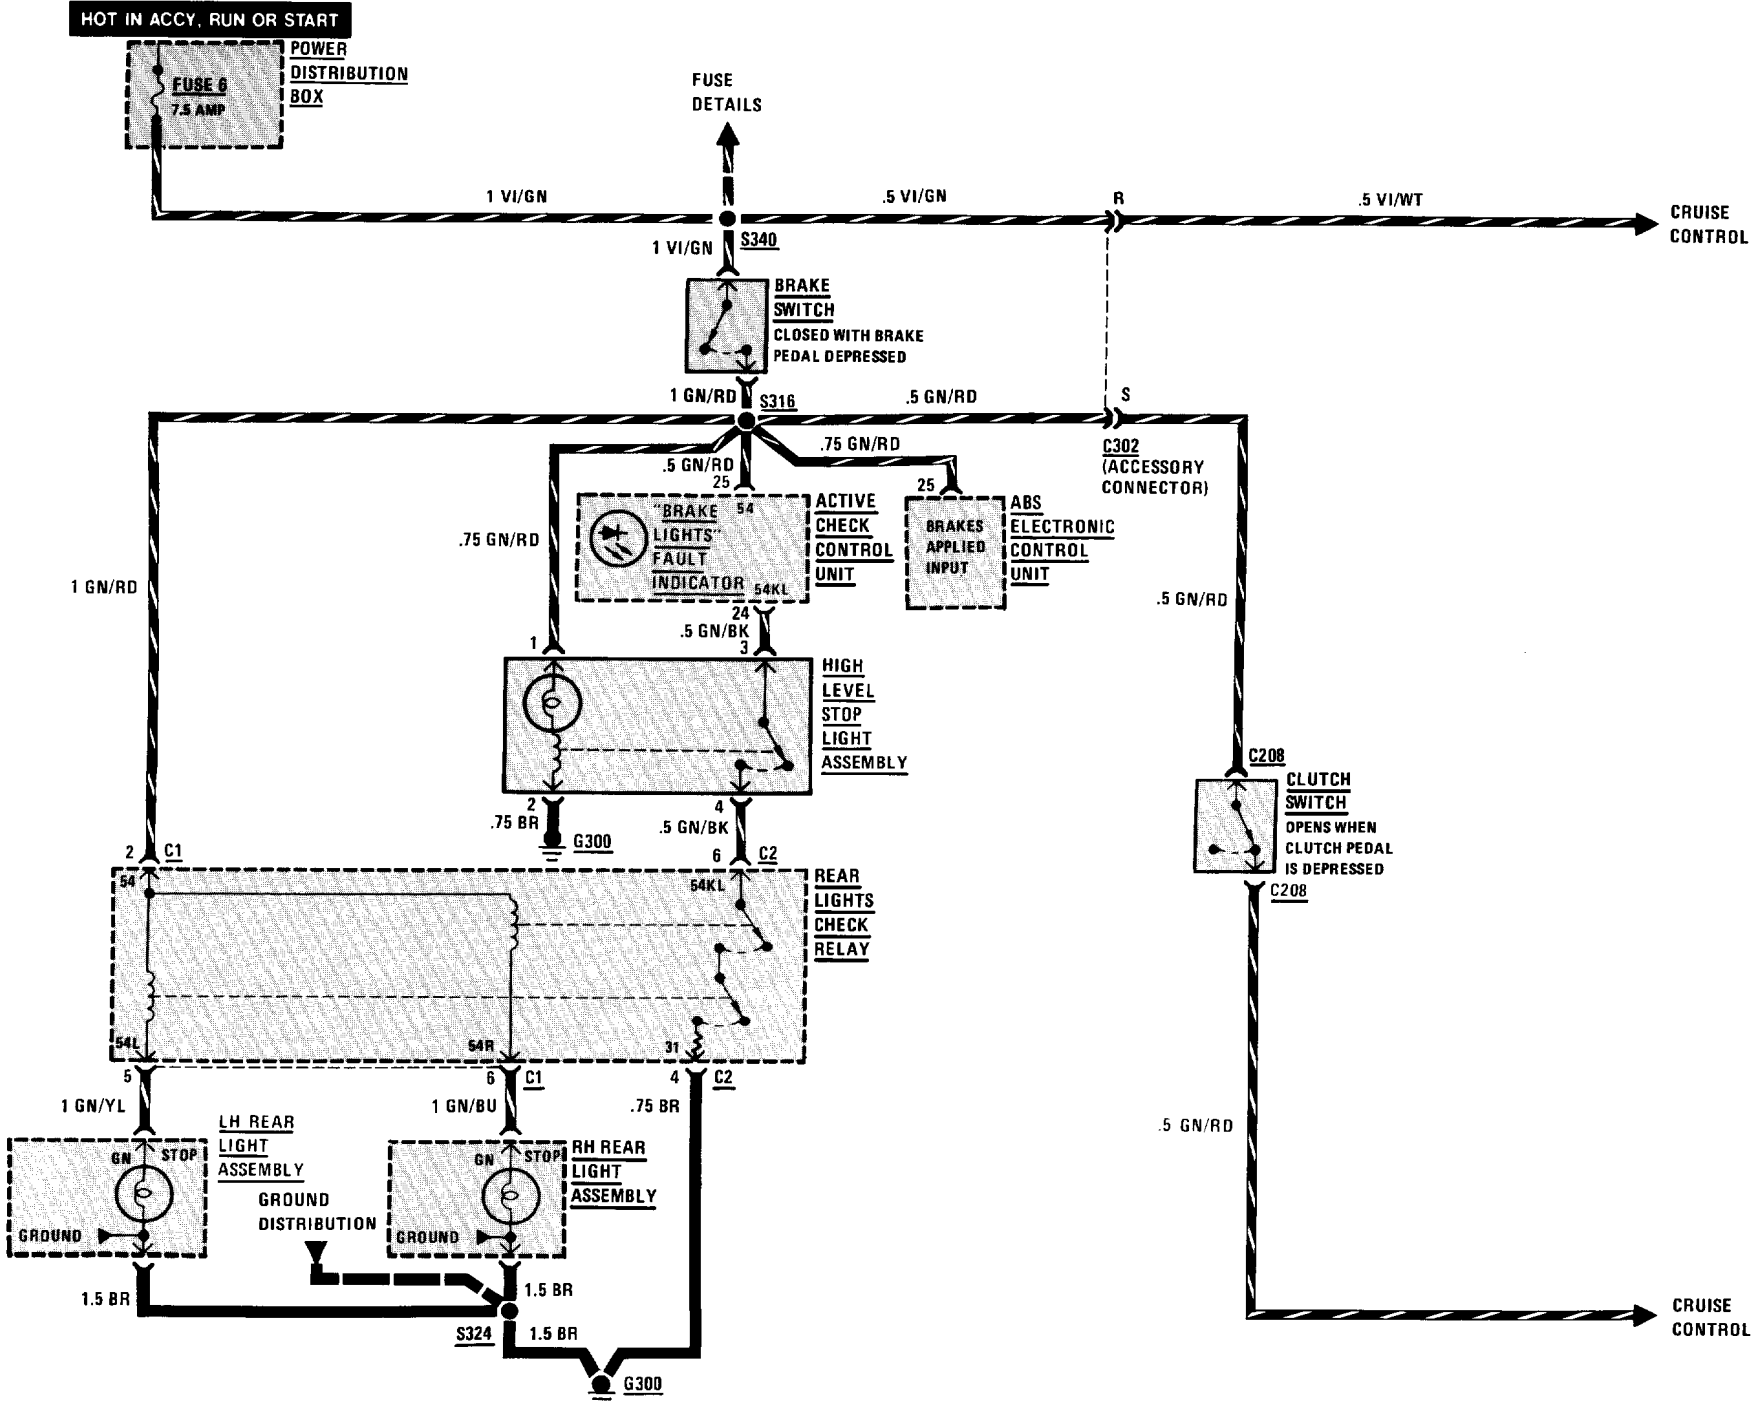 HOT IN ACCY, RUN OR START
POWER
DISTRIBUTION
BOX
FUSE 6
7.5 AMP
FUSE
DETAILS
1 VI/GN
.5 VI/GN
R
.5 VI/WT
CRUISE
CONTROL
S340
1 VI/GN
BRAKE
SWITCH
CLOSED WITH BRAKE
PEDAL DEPRESSED
1 GN/RD
S316
.5 GN/RD
S
C302
(ACCESSORY
CONNECTOR)
.5 GN/RD
.75 GN/RD
25
25
54
"BRAKE
LIGHTS"
FAULT
INDICATOR
54KL
ACTIVE
CHECK
CONTROL
UNIT
BRAKES
APPLIED
INPUT
ABS
ELECTRONIC
CONTROL
UNIT
.75 GN/RD
1 GN/RD
.5 GN/RD
24
.5 GN/BK
1
3
HIGH
LEVEL
STOP
LIGHT
ASSEMBLY
2
4
.75 BR
G300
.5 GN/BK
C208
CLUTCH
SWITCH
OPENS WHEN
CLUTCH PEDAL
IS DEPRESSED
C208
2
C1
6
C2
54
54KL
REAR
LIGHTS
CHECK
RELAY
54L
54R
31
5
6
C1
4
C2
1 GN/YL
1 GN/BU
.75 BR
.5 GN/RD
LH REAR
LIGHT
ASSEMBLY
GN
STOP
GROUND
GROUND
DISTRIBUTION
RH REAR
LIGHT
ASSEMBLY
GN
STOP
GROUND
1.5 BR
1.5 BR
S324
1.5 BR
G300
CRUISE
CONTROL